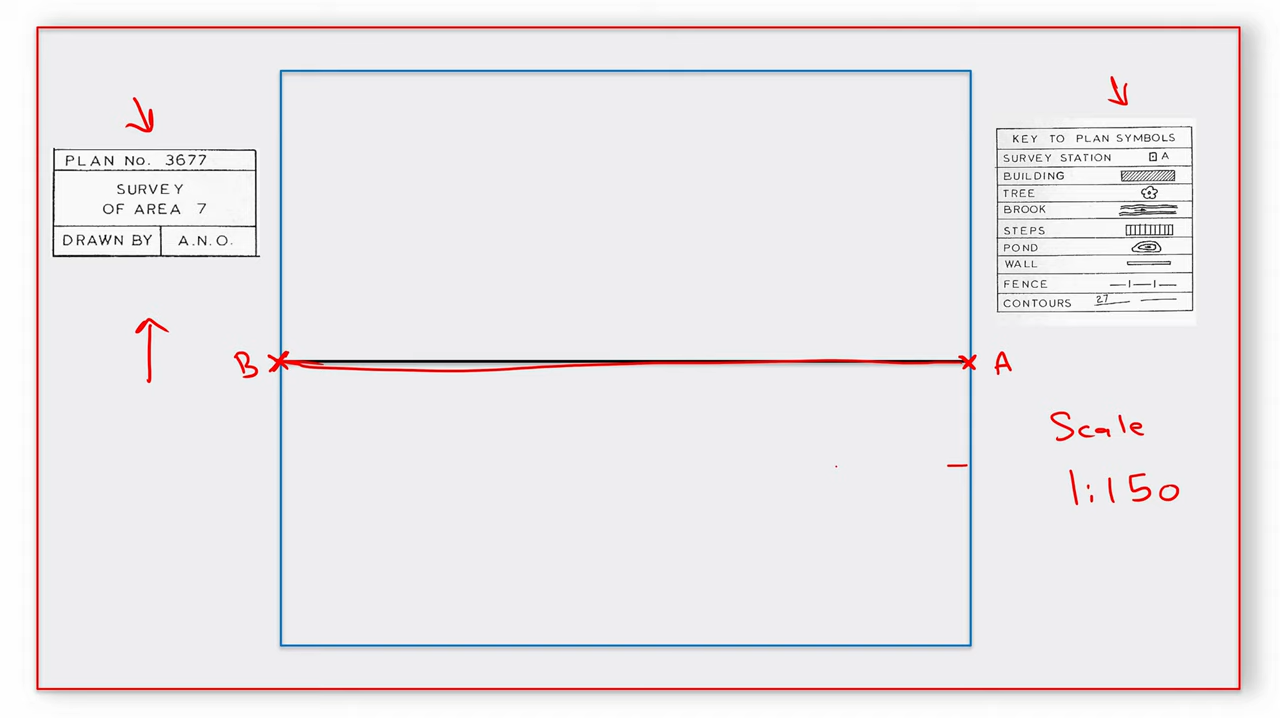 PLAN No. 3677
SURVEY
OF AREA 7
DRAWN BY A.N.O.
KEY TO PLAN SYMBOLS
SURVEY STATION A
BUILDING
TREE
BROOK
STEPS
POND
WALL
FENCE
CONTOURS 27
B
A
Scale
1:150